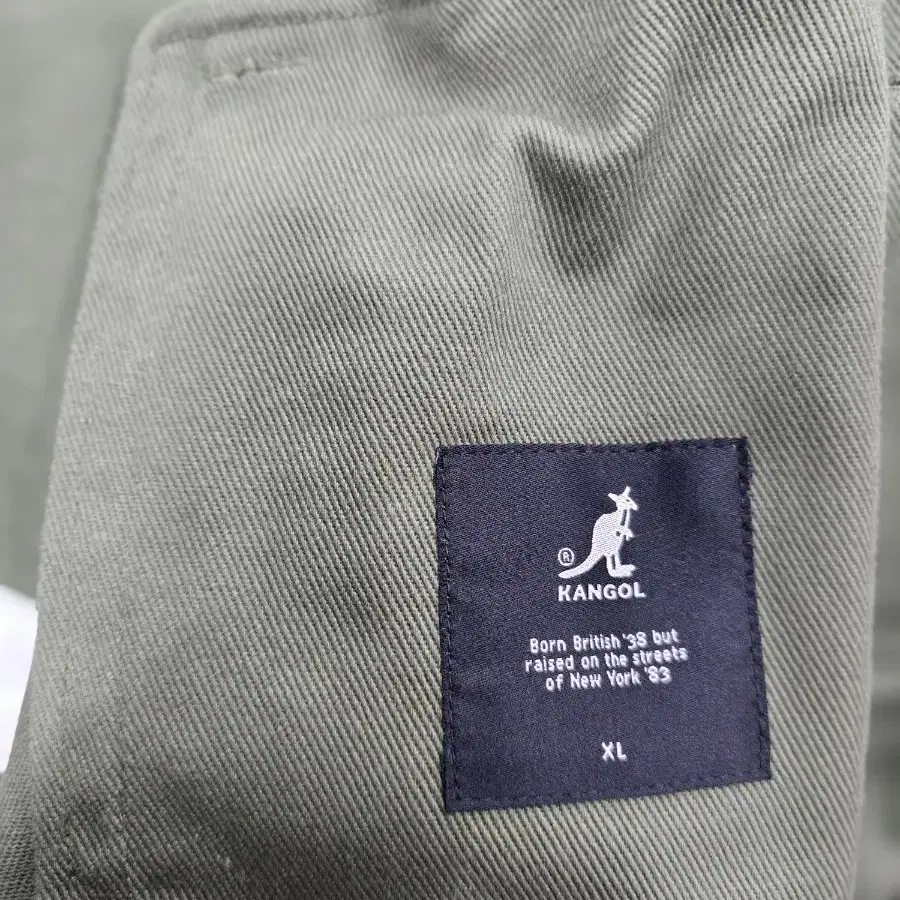 ®
KANGOL
Born British '38 but
raised on the streets
of New York '83
XL